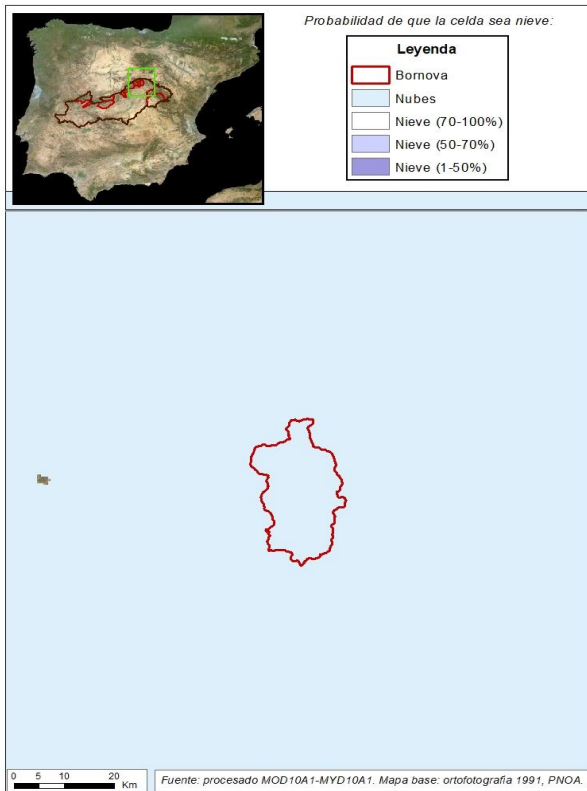 Probabilidad de que la celda sea nieve:
Leyenda
Bornova
Nubes
Nieve (70-100%)
Nieve (50-70%)
Nieve (1-50%)
0 5 10 20
Km
Fuente: procesado MOD10A1-MYD10A1. Mapa base: ortofotografía 1991, PNOA.